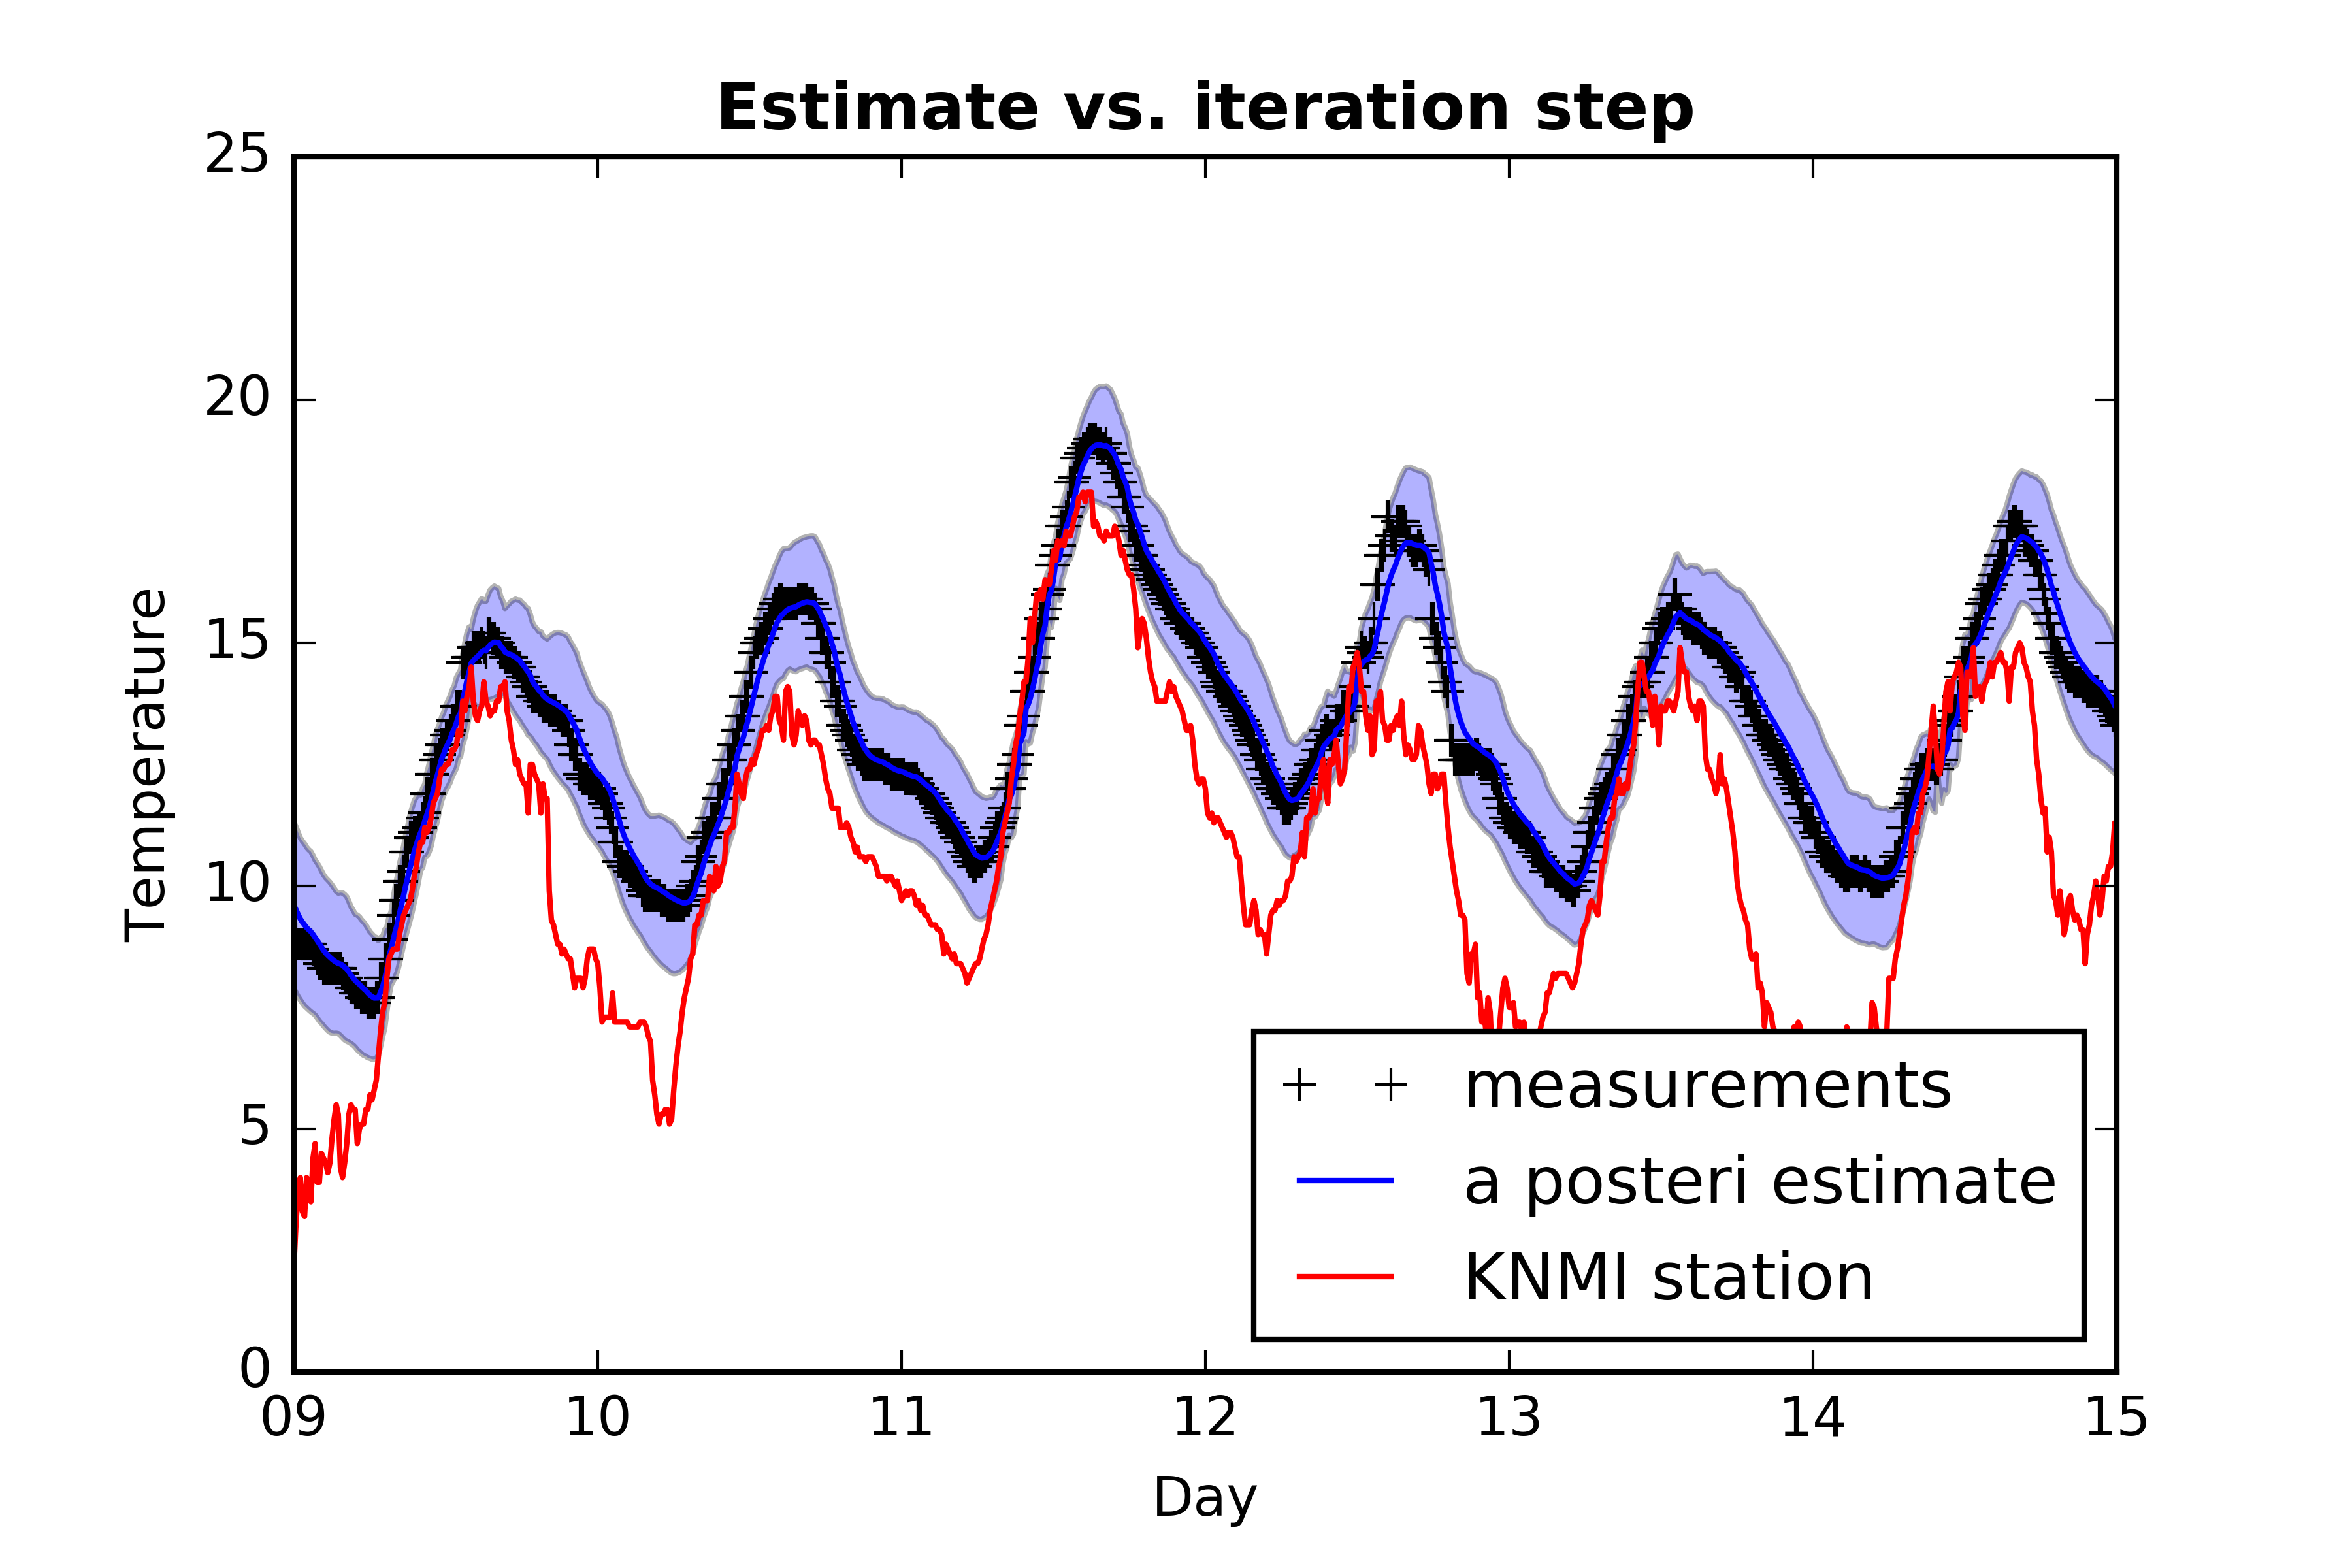 Estimate vs. iteration step
25
20
15
10
5
0
Temperature
09 10 11 12 13 14 15
Day
measurements
a posteri estimate
KNMI station